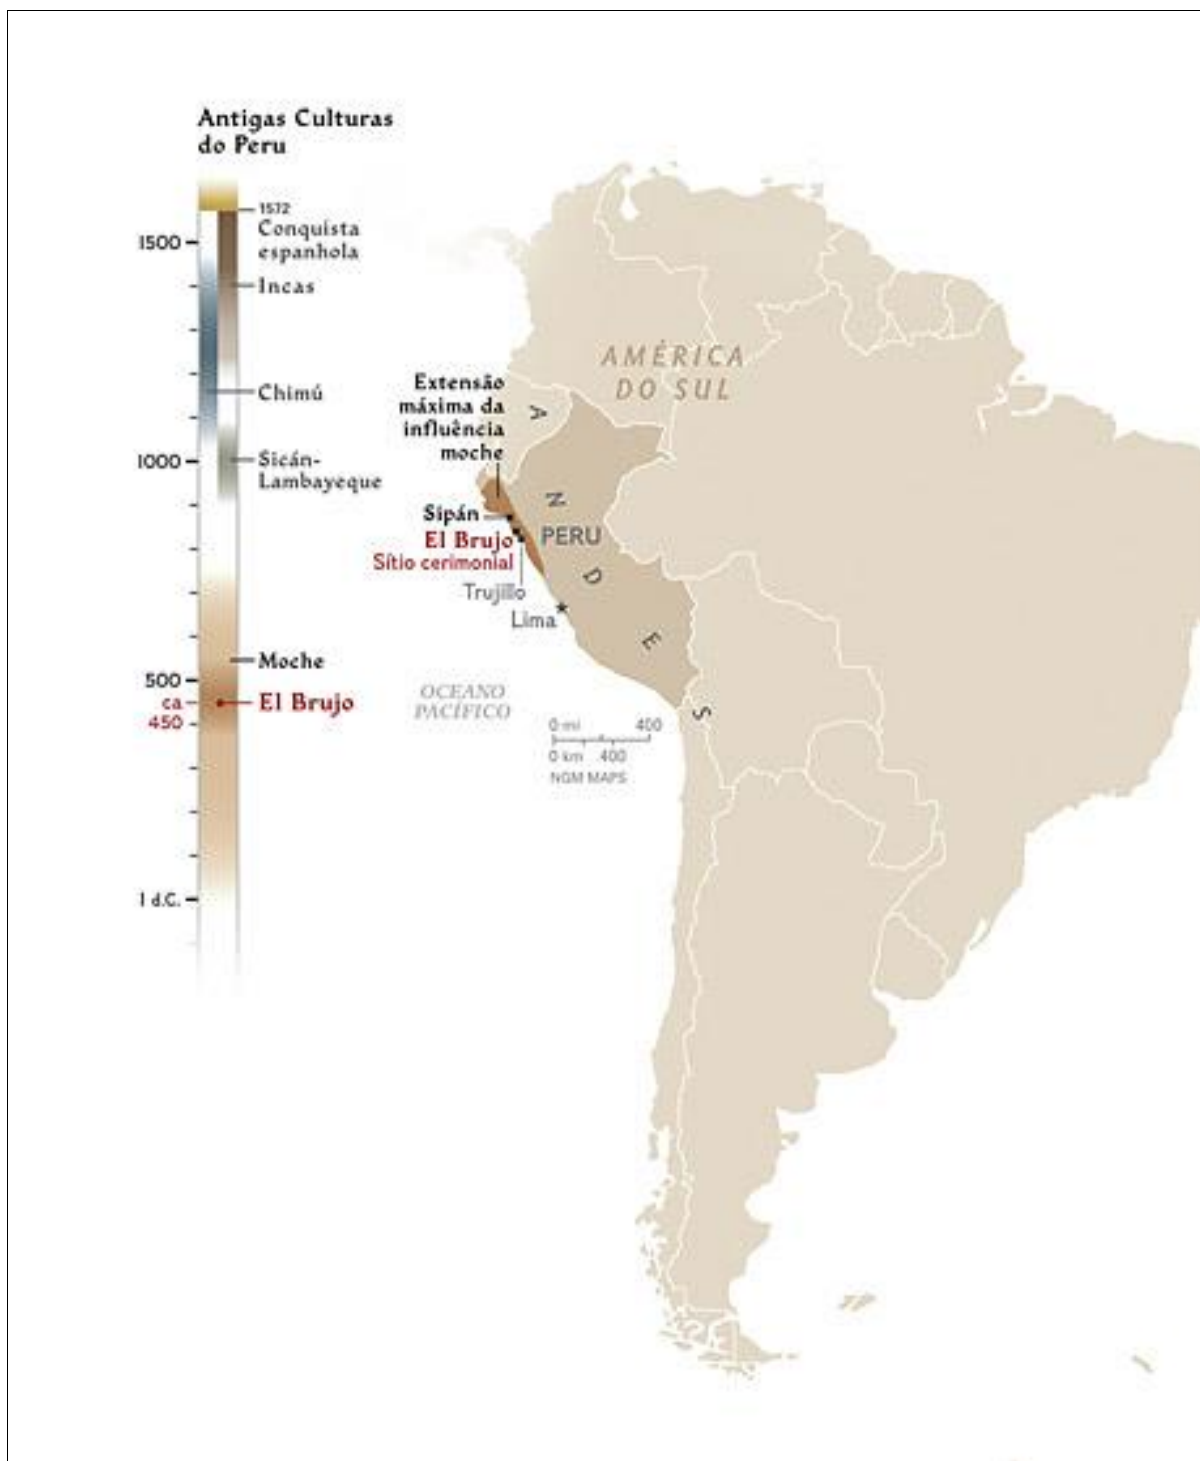 Antigas Culturas
do Peru
1572
Conquista
espanhola
1500
Incas
Chimú
1000
Sicán-
Lambayeque
Moche
500
ca
450
El Brujo
1 d.C.
AMÉRICA
DO SUL
Extensão
máxima da
influência
moche
Sipán
El Brujo
Sítio cerimonial
Trujillo
Lima
PERU
A
N
D
E
S
OCEANO
PACÍFICO
0 mi 400
0 km 400
NGM MAPS